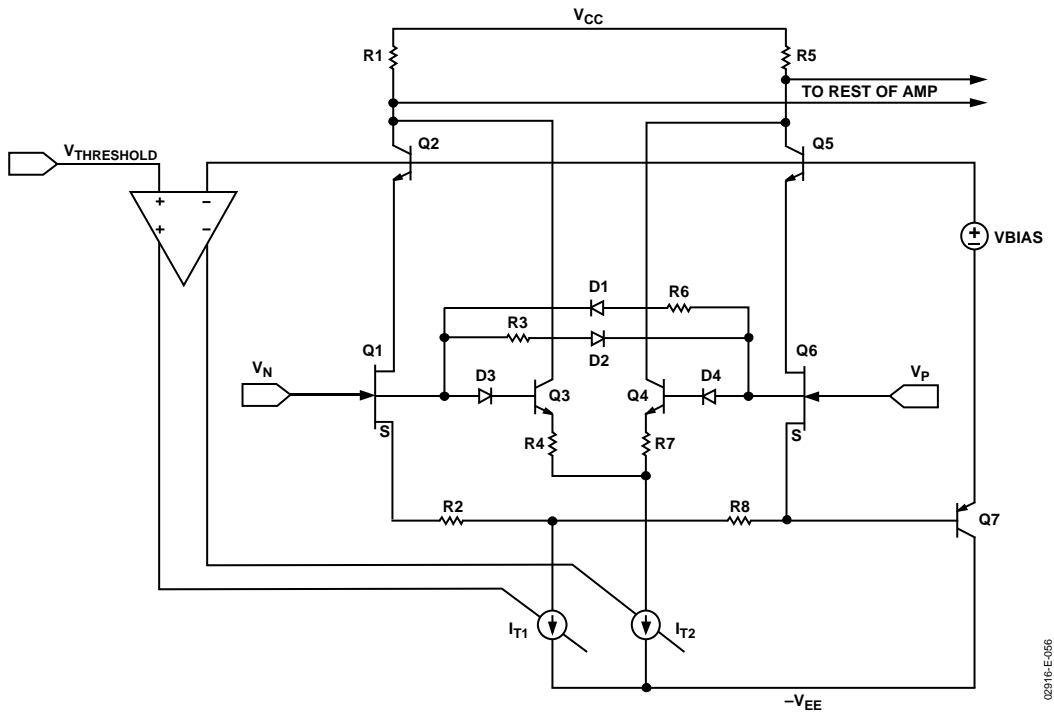 VCC
R1
R5
TO REST OF AMP
Q2
Q5
VTHRESHOLD
+
−
+
−
+
−
VBIAS
D1
R6
R3
D2
Q1
Q6
VN
VP
D3
D4
Q3
Q4
S
S
R4
R7
R2
R8
Q7
IT1
IT2
−VEE
02916-E-056